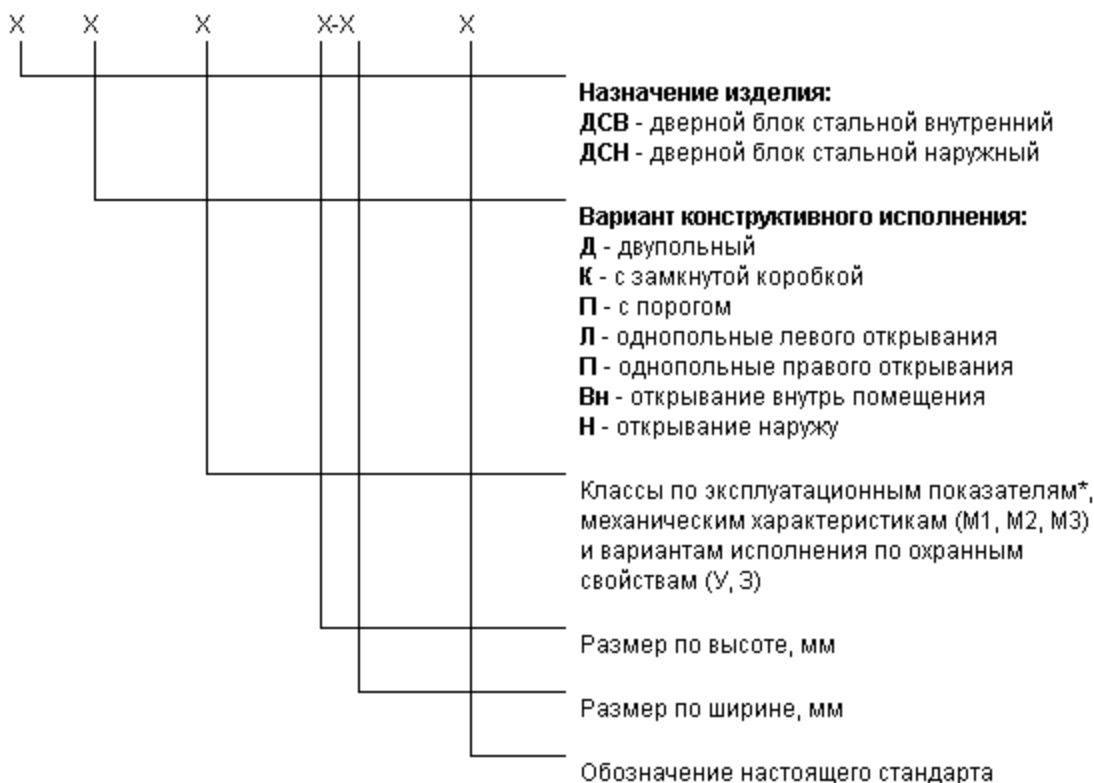 X X X X-X X
Назначение изделия:
ДСВ - дверной блок стальной внутренний
ДСН - дверной блок стальной наружный
Вариант конструктивного исполнения:
Д - двупольный
К - с замкнутой коробкой
П - с порогом
Л - однопольные левого открывания
П - однопольные правого открывания
Вн - открывание внутрь помещения
Н - открывание наружу
Классы по эксплуатационным показателям*,
механическим характеристикам (М1, М2, М3)
и вариантам исполнения по охранным
свойствам (У, З)
Размер по высоте, мм
Размер по ширине, мм
Обозначение настоящего стандарта